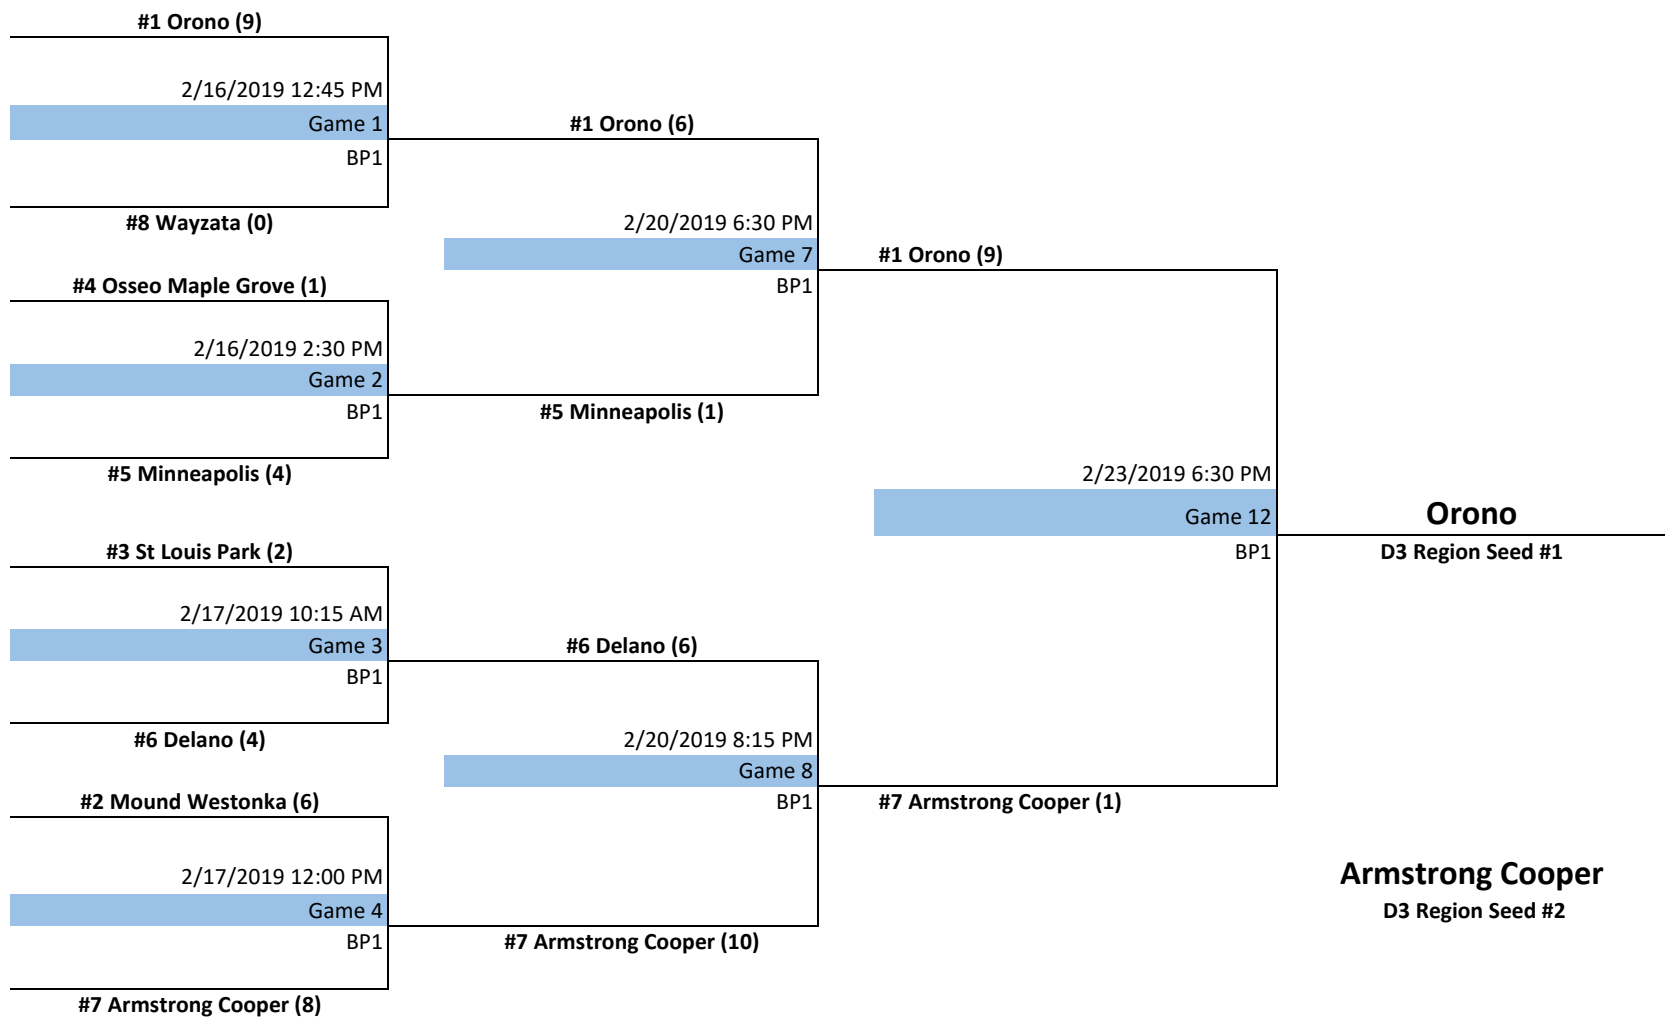 #1 Orono (9)
2/16/2019 12:45 PM
Game 1
BP1
#8 Wayzata (0)
#4 Osseo Maple Grove (1)
2/16/2019 2:30 PM
Game 2
BP1
#5 Minneapolis (4)
#3 St Louis Park (2)
2/17/2019 10:15 AM
Game 3
BP1
#6 Delano (4)
#2 Mound Westonka (6)
2/17/2019 12:00 PM
Game 4
BP1
#7 Armstrong Cooper (8)
#1 Orono (6)
2/20/2019 6:30 PM
Game 7
BP1
#5 Minneapolis (1)
#6 Delano (6)
2/20/2019 8:15 PM
Game 8
BP1
#7 Armstrong Cooper (10)
#1 Orono (9)
2/23/2019 6:30 PM
Game 12
BP1
#7 Armstrong Cooper (1)
Orono
D3 Region Seed #1
Armstrong Cooper
D3 Region Seed #2